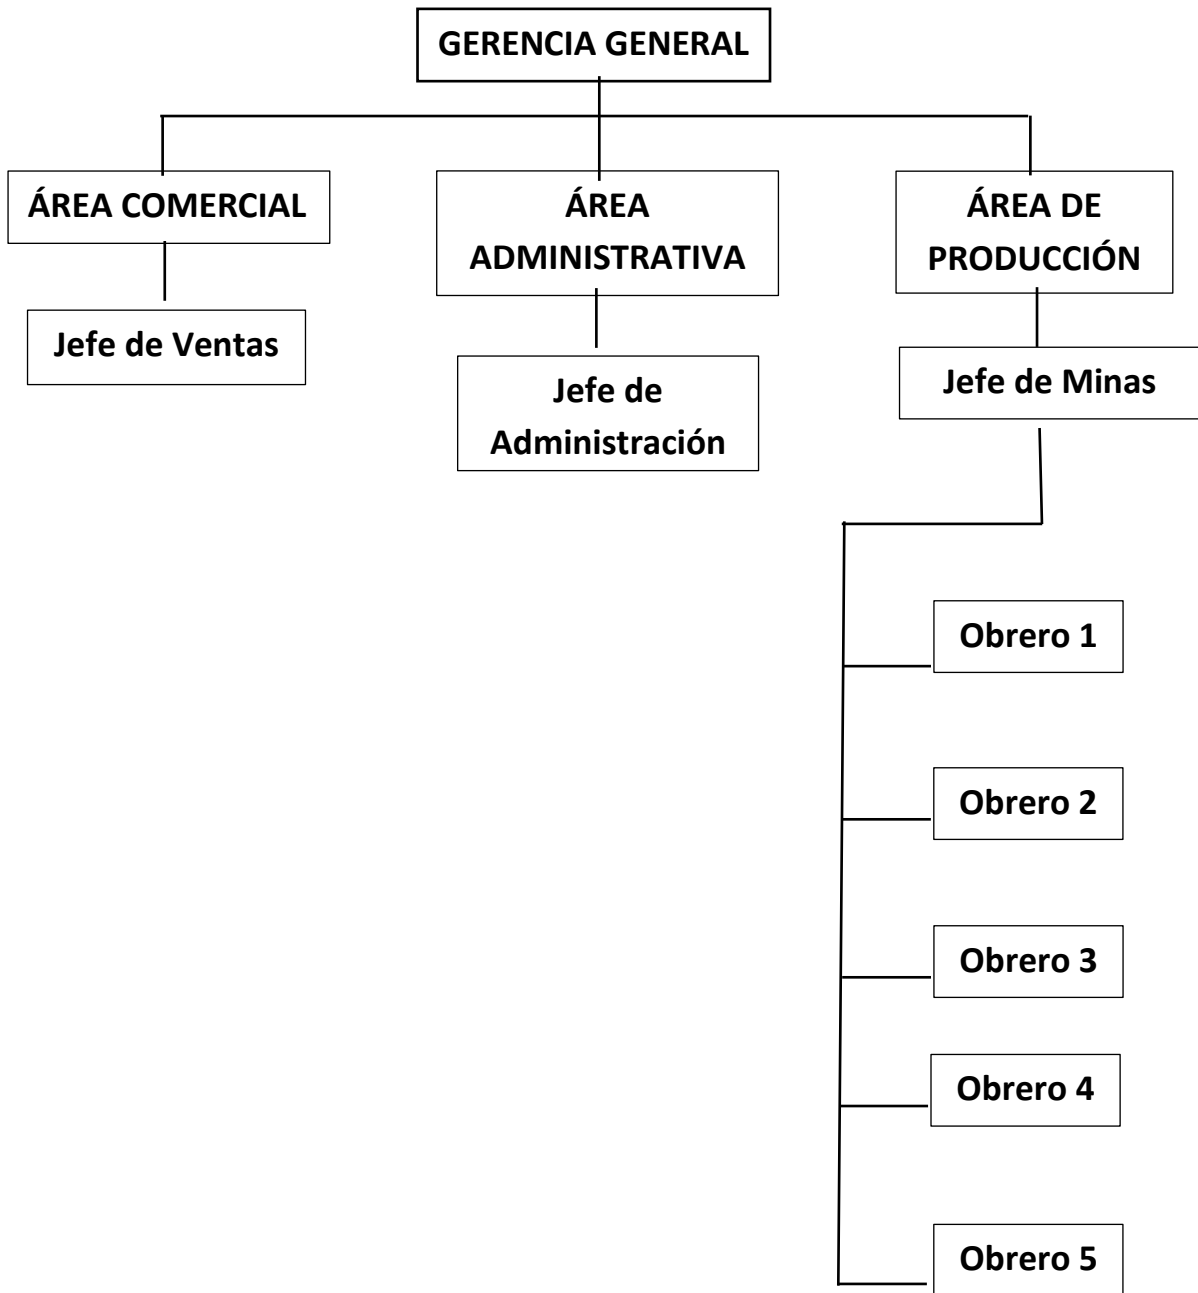 GERENCIA GENERAL
ÁREA COMERCIAL
Jefe de Ventas
ÁREA
ADMINISTRATIVA
Jefe de
Administración
ÁREA DE
PRODUCCIÓN
Jefe de Minas
Obrero 1
Obrero 2
Obrero 3
Obrero 4
Obrero 5